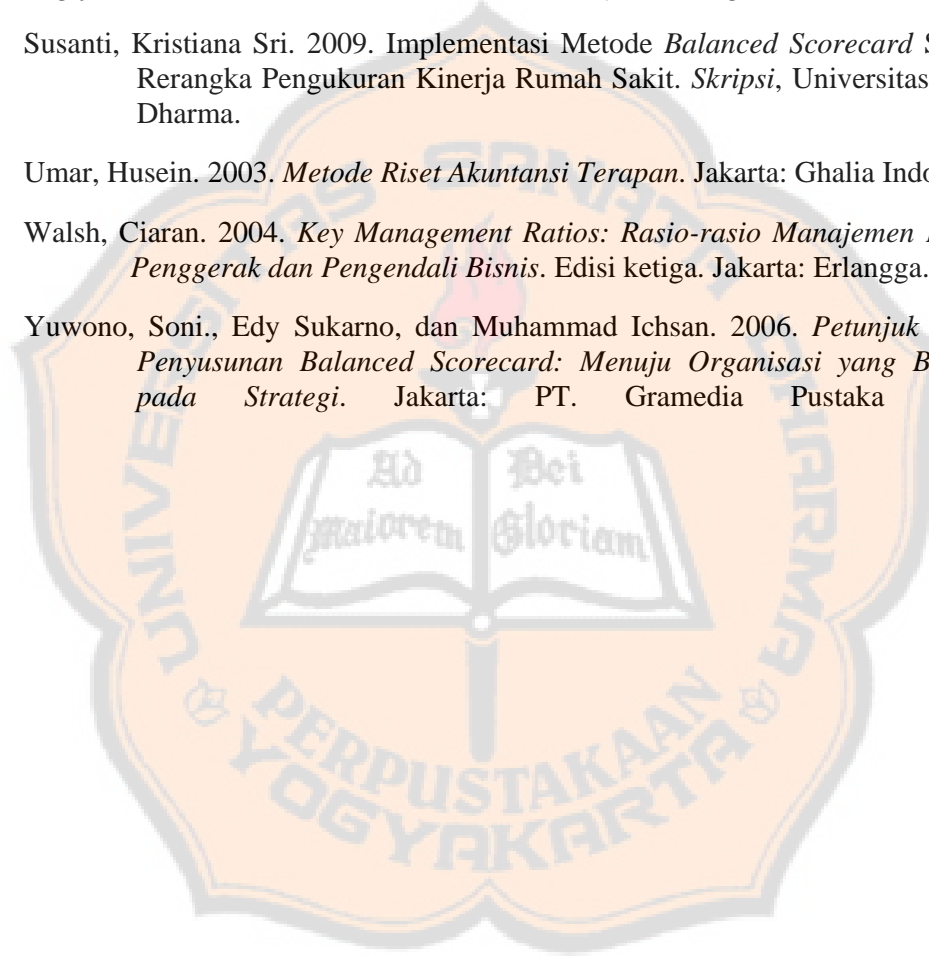 Susanti, Kristiana Sri. 2009. Implementasi Metode Balanced Scorecard
Rerangka Pengukuran Kinerja Rumah Sakit. Skripsi, Universitas
Dharma.
Umar, Husein. 2003. Metode Riset Akuntansi Terapan. Jakarta: Ghalia
Walsh, Ciaran. 2004. Key Management Ratios: Rasio-rasio Manajemen
Penggerak dan Pengendali Bisnis. Edisi ketiga. Jakarta: Erlangga.
Yuwono, Soni., Edy Sukarno, dan Muhammad Ichsan. 2006. Petunjuk
Penyusunan Balanced Scorecard: Menuju Organisasi yang
pada Strategi. Jakarta: PT. Gramedia Pustaka
UNIVERSITAS SANATA DHARMA
Ad Dei
Maiorem Gloriam
PERPUSTAKAAN
YOGYAKARTA